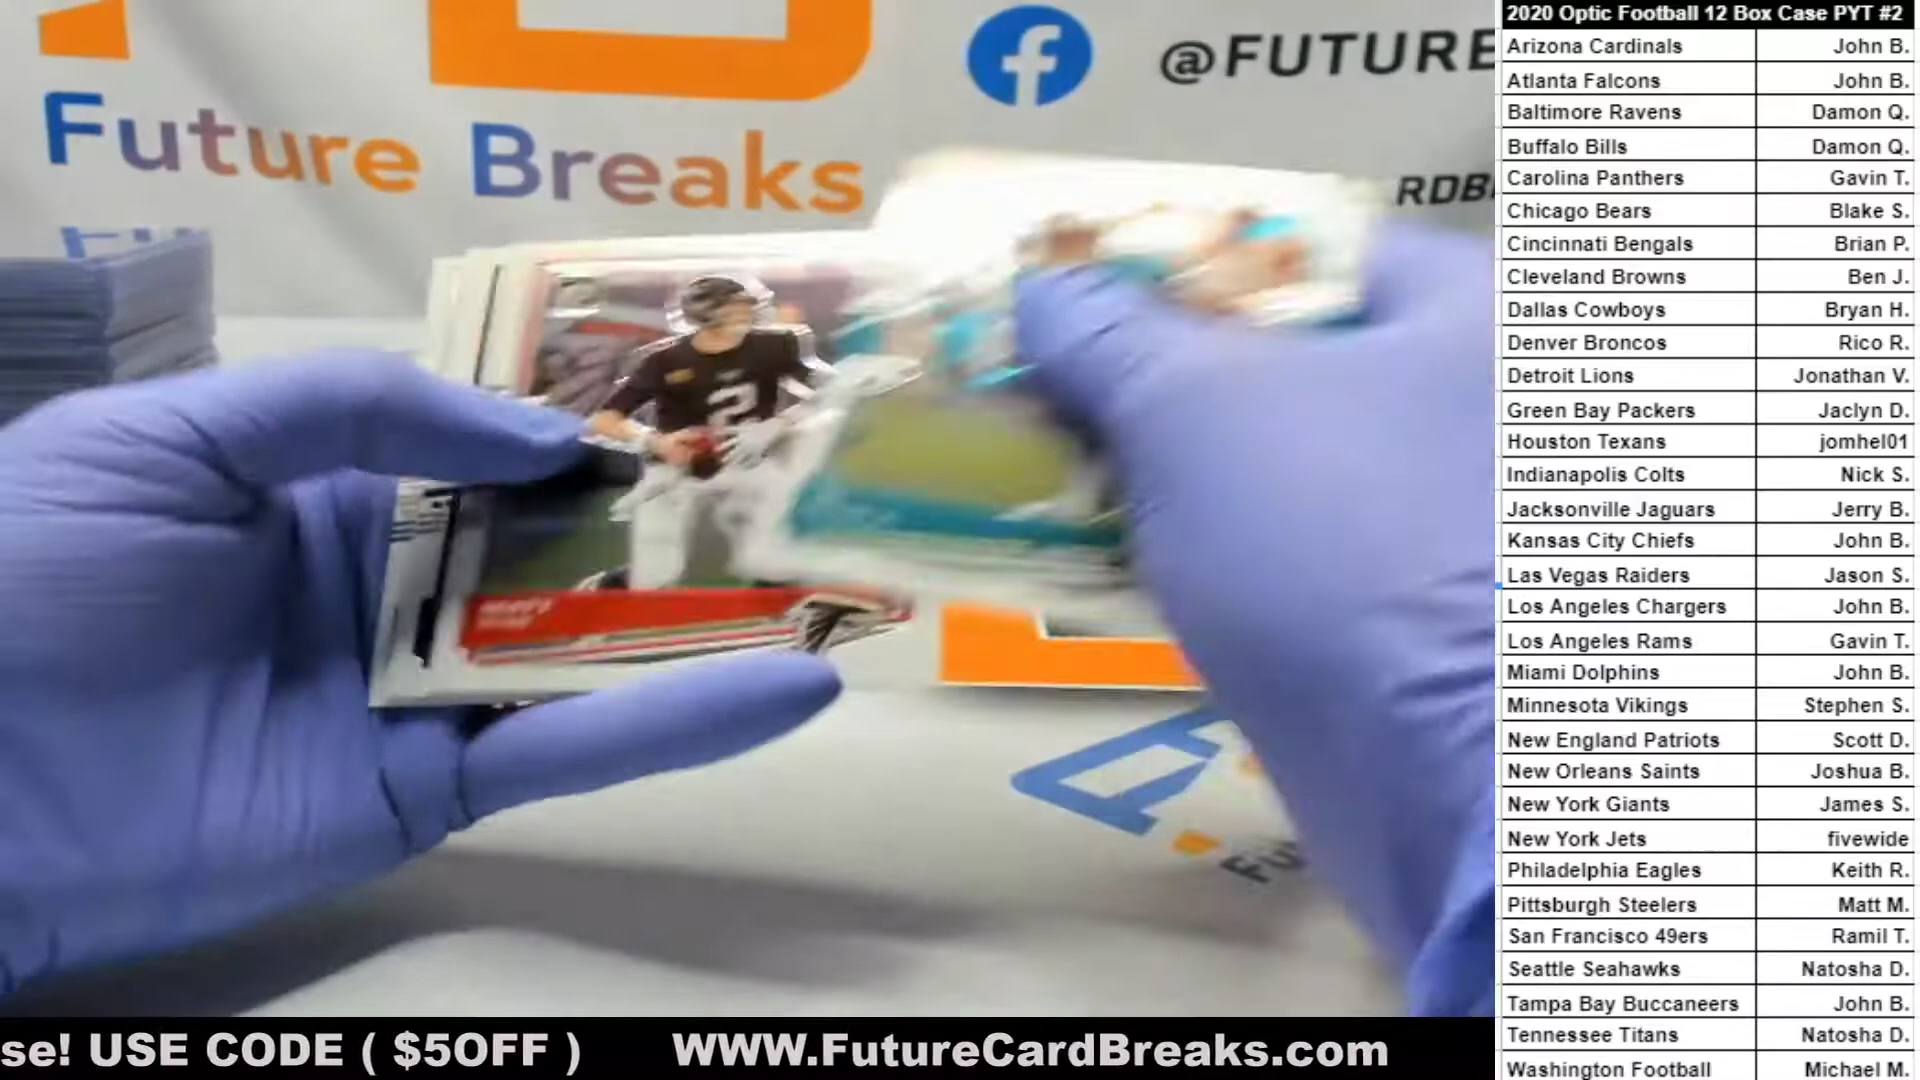 Future Breaks
@FUTURE
RDB
2
FU
se! USE CODE ( $5OFF )
WWW.FutureCardBreaks.com
2020 Optic Football 12 Box Case PYT #2
Arizona Cardinals John B.
Atlanta Falcons John B.
Baltimore Ravens Damon Q.
Buffalo Bills Damon Q.
Carolina Panthers Gavin T.
Chicago Bears Blake S.
Cincinnati Bengals Brian P.
Cleveland Browns Ben J.
Dallas Cowboys Bryan H.
Denver Broncos Rico R.
Detroit Lions Jonathan V.
Green Bay Packers Jaclyn D.
Houston Texans jomhel01
Indianapolis Colts Nick S.
Jacksonville Jaguars Jerry B.
Kansas City Chiefs John B.
Las Vegas Raiders Jason S.
Los Angeles Chargers John B.
Los Angeles Rams Gavin T.
Miami Dolphins John B.
Minnesota Vikings Stephen S.
New England Patriots Scott D.
New Orleans Saints Joshua B.
New York Giants James S.
New York Jets fivewide
Philadelphia Eagles Keith R.
Pittsburgh Steelers Matt M.
San Francisco 49ers Ramil T.
Seattle Seahawks Natosha D.
Tampa Bay Buccaneers John B.
Tennessee Titans Natosha D.
Washington Football Michael M.